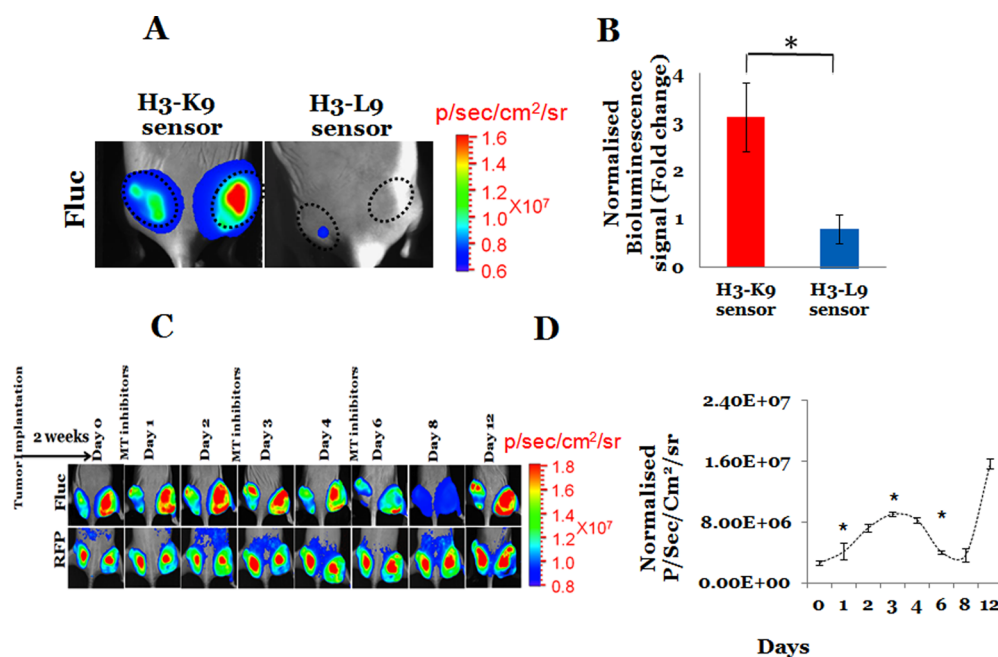 A
H3-K9
sensor
H3-L9
sensor
Fluc
p/sec/cm²/sr
1.6
1.4
1.2
1.0
0.8
0.6
X10⁷
B
*
Normalised
Bioluminescence
signal (Fold change)
4
3
2
1
0
H3-K9
sensor
H3-L9
sensor
C
Tumor Implantation
2 weeks
Day 0
MT inhibitors
Day 1
Day 2
MT inhibitors
Day 3
Day 4
MT inhibitors
Day 6
Day 8
Day 12
Fluc
RFP
p/sec/cm²/sr
1.8
1.6
1.4
1.2
1.0
0.8
X10⁷
D
Normalised
P/Sec/Cm²/sr
2.40E+07
1.60E+07
8.00E+06
0.00E+00
*
*
*
0 1 2 3 4 6 8 12
Days